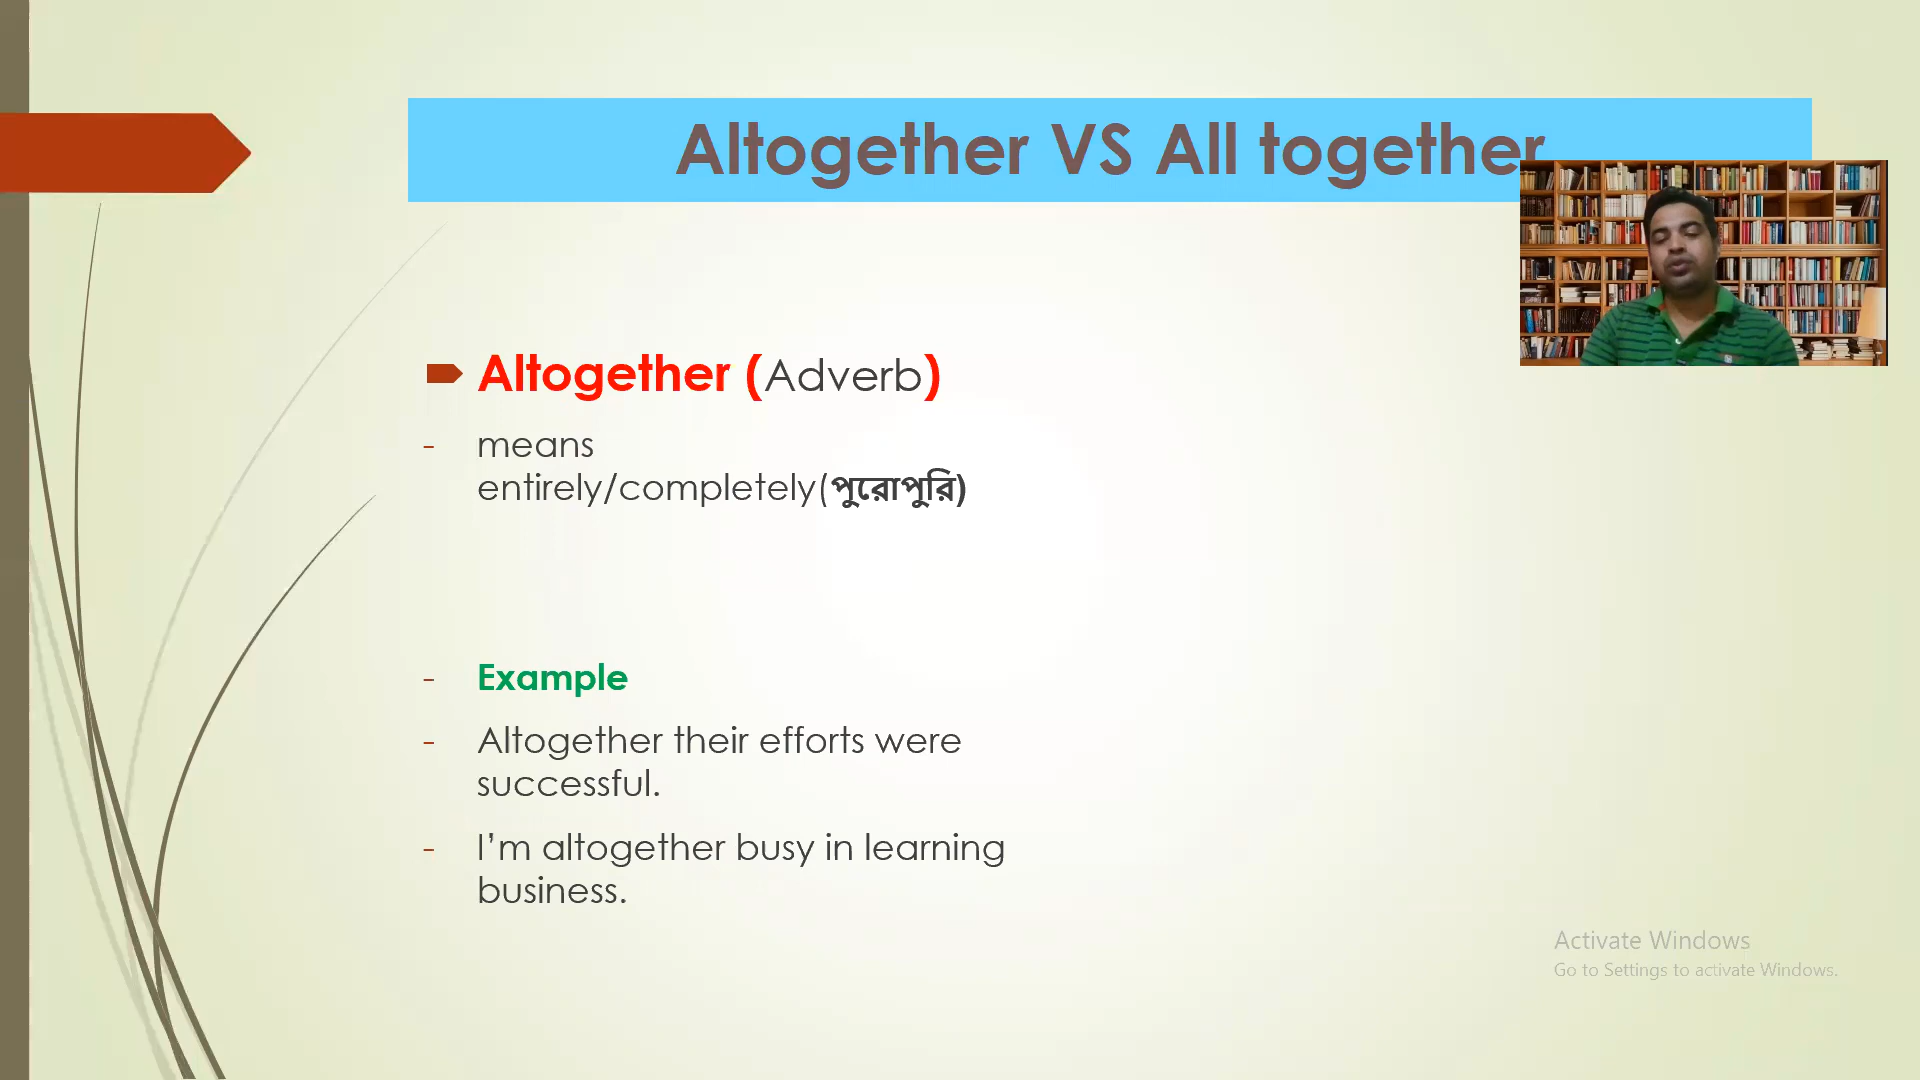 Altogether VS All together
Altogether (Adverb)
- means
entirely/completely(পুরোপুরি)
- Example
- Altogether their efforts were
successful.
- I’m altogether busy in learning
business.
Activate Windows
Go to Settings to activate Windows.